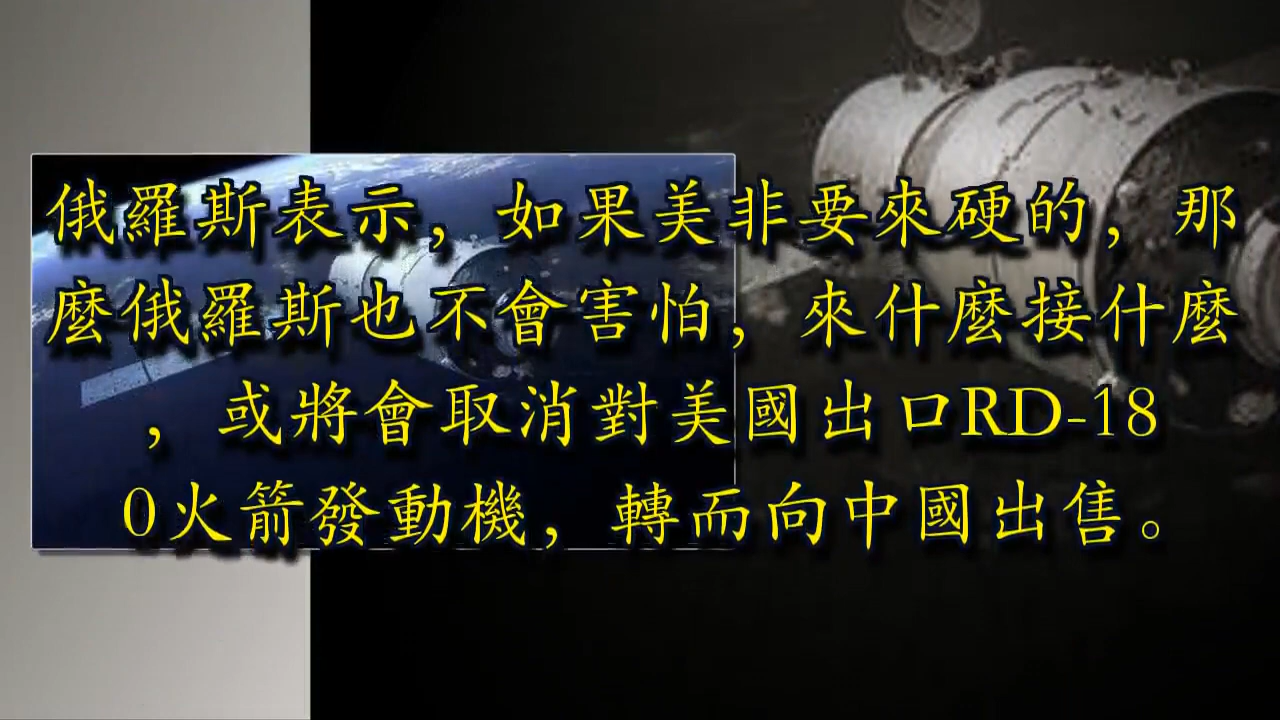 俄羅斯表示，如果美非要來硬的，那
麼俄羅斯也不會害怕，來什麼接什麼
，或將會取消對美國出口RD-18
0火箭發動機，轉而向中國出售。